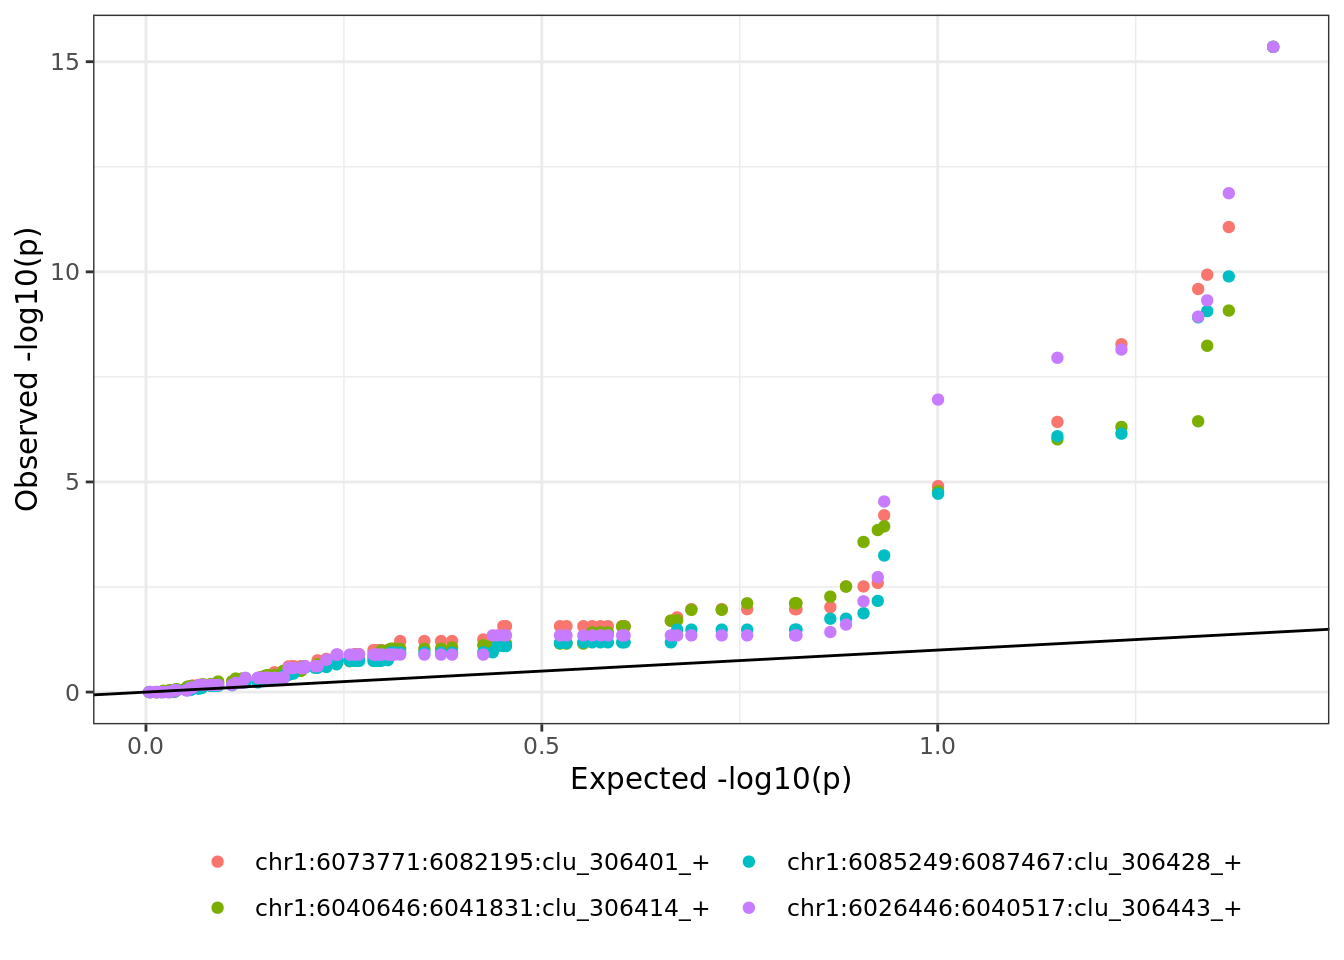 15
10
5
0
Observed -log10(p)
0.0 0.5 1.0
Expected -log10(p)
chr1:6073771:6082195:clu_306401_+ chr1:6085249:6087467:clu_306428_+
chr1:6040646:6041831:clu_306414_+ chr1:6026446:6040517:clu_306443_+